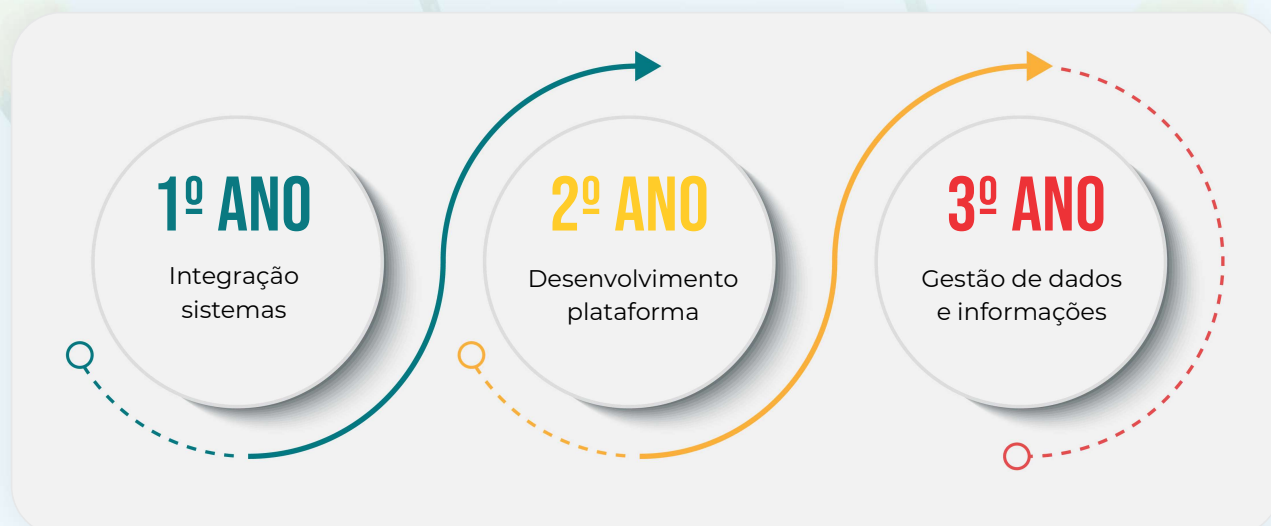 1º ANO
Integração
sistemas
2º ANO
Desenvolvimento
plataforma
3º ANO
Gestão de dados
e informações